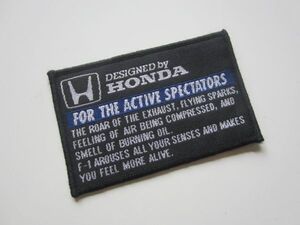 DESIGNED by
HONDA
FOR THE ACTIVE SPECTATORS
THE ROAR OF THE EXHAUST, FLYING SPARKS,
FEELING OF AIR BEING COMPRESSED, AND
SMELL OF BURNING OIL.
F-1 AROUSES ALL YOUR SENSES AND MAKES
YOU FEEL MORE ALIVE.